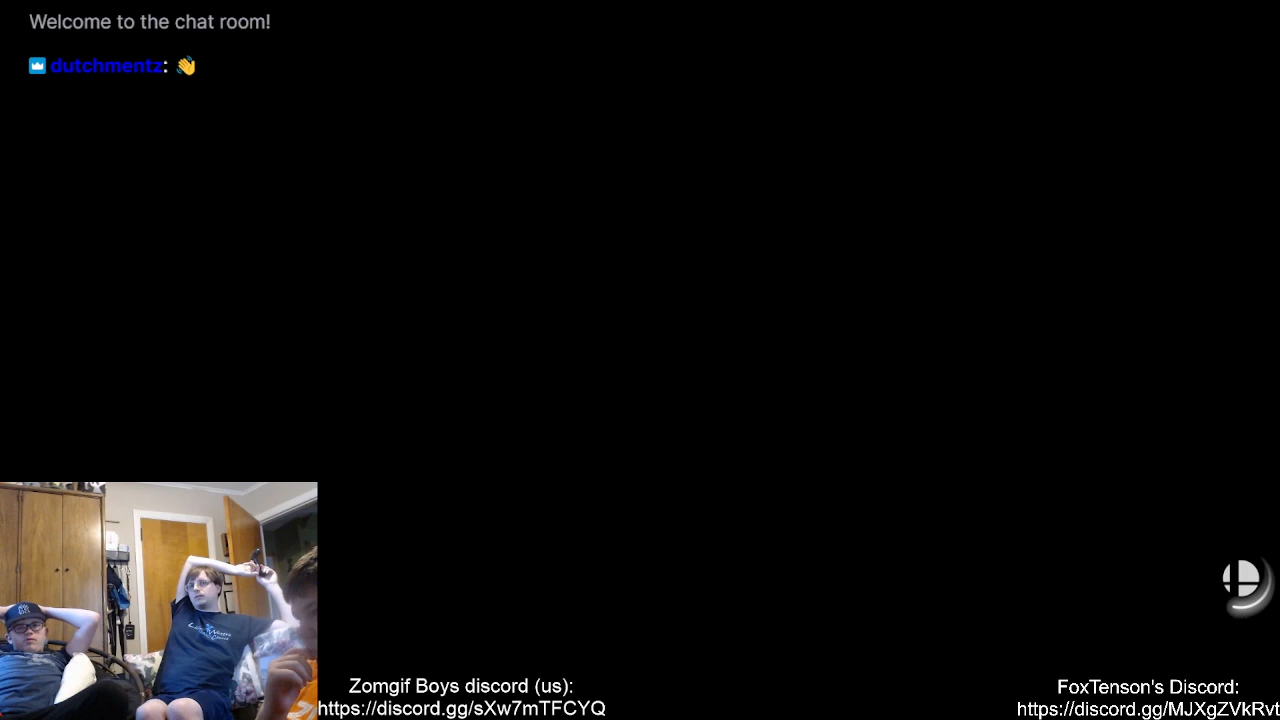 Welcome to the chat room!
dutchmentz: 👋
Zomgif Boys discord (us):
https://discord.gg/sXw7mTFCYQ
FoxTenson's Discord:
https://discord.gg/MJXgZVkRvt